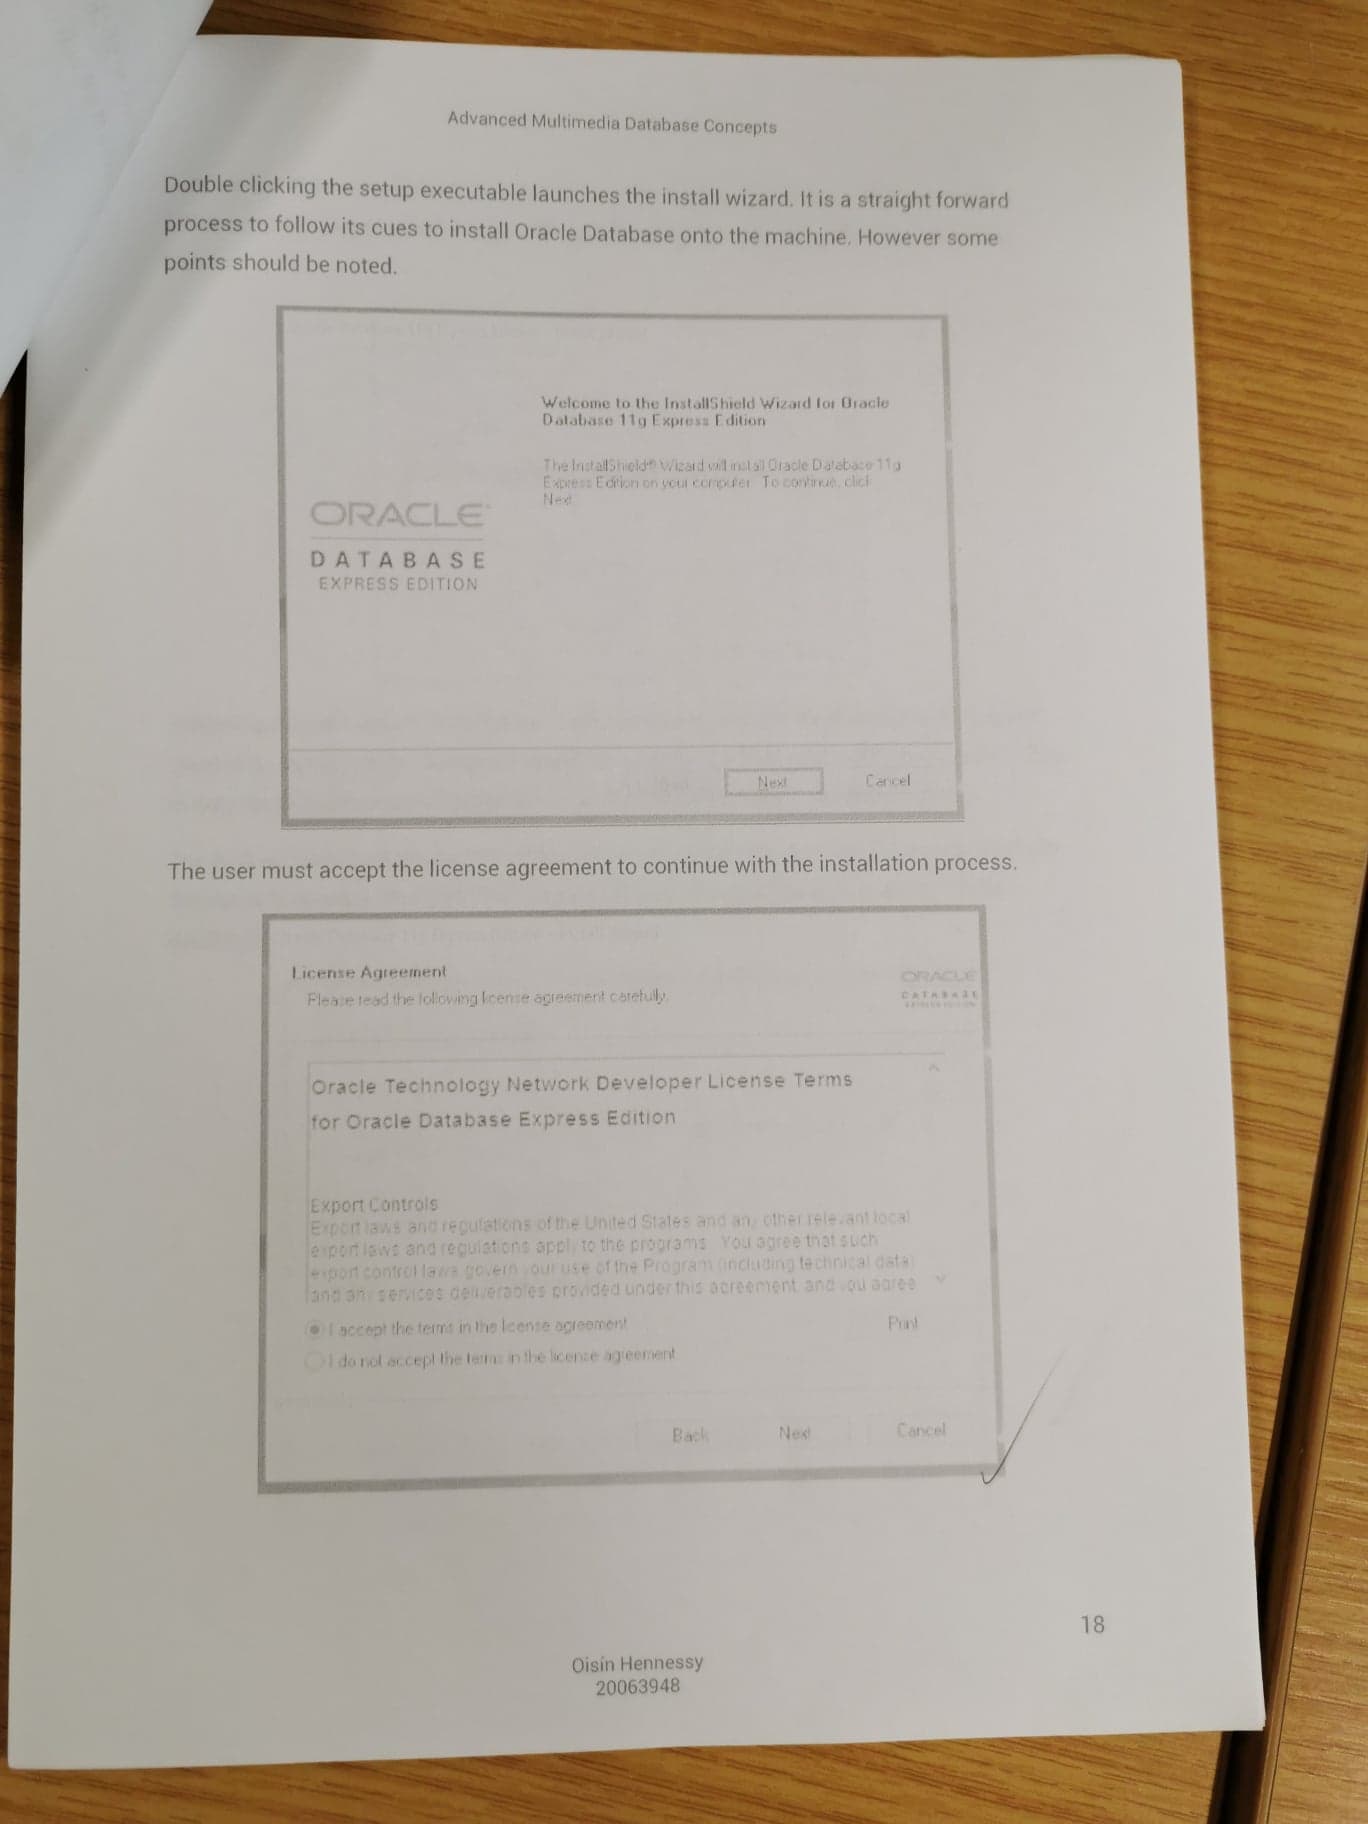 Advanced Multimedia Database Concepts
Double clicking the setup executable launches the install wizard. It is a straight forward
process to follow its cues to install Oracle Database onto the machine. However some
points should be noted.
Welcome to the InstallShield Wizard for Oracle
Database 11g Express Edition
The InstallShield® Wizard will install Oracle Database 11g
Express Edition on your computer. To continue, click
Next
ORACLE
DATABASE
EXPRESS EDITION
Next
Cancel
The user must accept the license agreement to continue with the installation process.
License Agreement
Please read the following license agreement carefully.
ORACLE
DATABASE
EXPRESS EDITION
Oracle Technology Network Developer License Terms
for Oracle Database Express Edition
Export Controls
Export laws and regulations of the United States and any other relevant local
export laws and regulations apply to the programs. You agree that such
export control laws govern your use of the Program (including technical data)
and any services deliverables provided under this agreement, and you agree
I accept the terms in the license agreement
Print
I do not accept the terms in the license agreement
Back
Next
Cancel
18
Oisín Hennessy
20063948